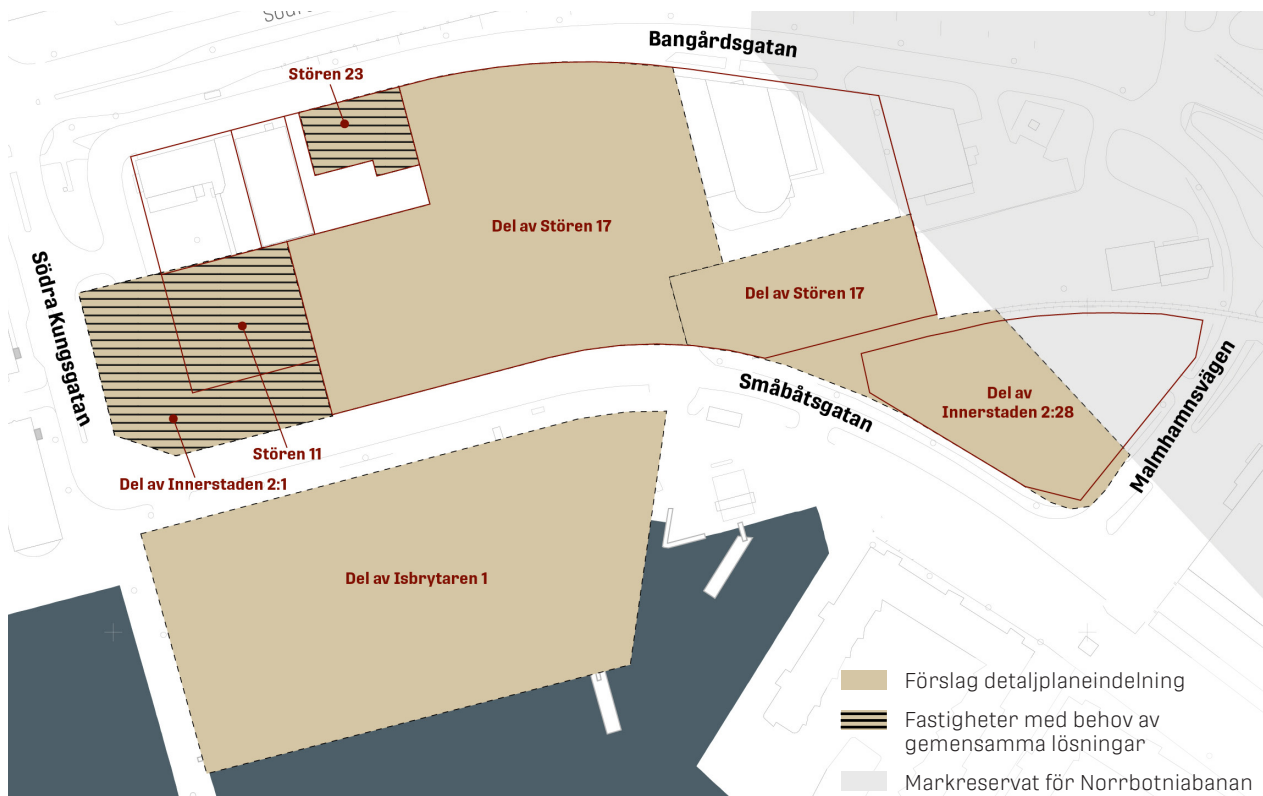 Bangårdsgatan
Stören 23
Del av Stören 17
Del av Stören 17
Södra Kungsgatan
Småbåtsgatan
Del av
Innerstaden 2:28
Malmhamnsvägen
Stören 11
Del av Innerstaden 2:1
Del av Isbrytaren 1
Förslag detaljplaneindelning
Fastigheter med behov av
gemensamma lösningar
Markreservat för Norrbotniabanan